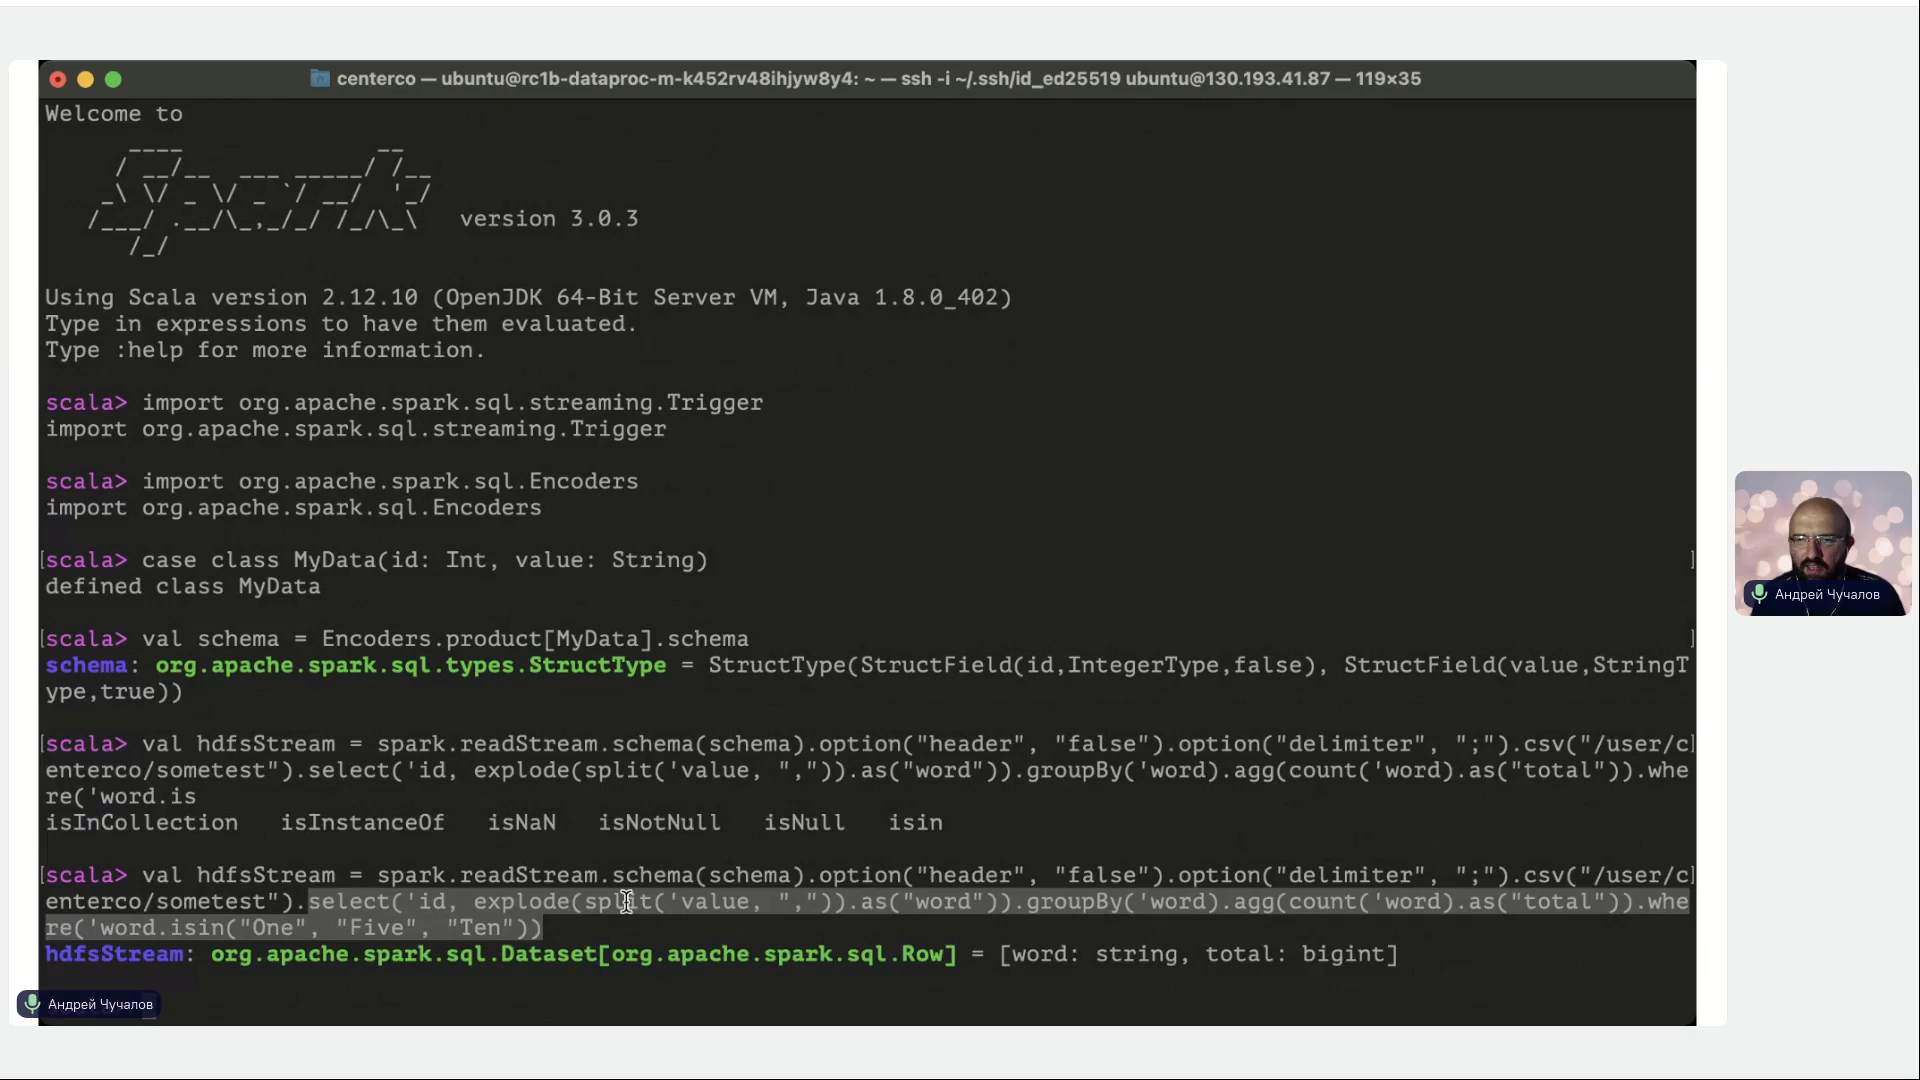 centerco — ubuntu@rc1b-dataproc-m-k452rv48ihjyw8y4: ~ — ssh -i ~/.ssh/id_ed25519 ubuntu@130.193.41.87 — 119×35
Welcome to
      ____              __
     / __/__  ___ _____/ /__
    _\ \/ _ \/ _ `/ __/  '_/
   /___/ .__/\_,_/_/ /_/\_\   version 3.0.3
      /_/
Using Scala version 2.12.10 (OpenJDK 64-Bit Server VM, Java 1.8.0_402)
Type in expressions to have them evaluated.
Type :help for more information.
scala> import org.apache.spark.sql.streaming.Trigger
import org.apache.spark.sql.streaming.Trigger
scala> import org.apache.spark.sql.Encoders
import org.apache.spark.sql.Encoders
[scala> case class MyData(id: Int, value: String) ]
defined class MyData
[scala> val schema = Encoders.product[MyData].schema ]
schema: org.apache.spark.sql.types.StructType = StructType(StructField(id,IntegerType,false), StructField(value,StringT
ype,true))
[scala> val hdfsStream = spark.readStream.schema(schema).option("header", "false").option("delimiter", ";").csv("/user/c]
enterco/sometest").select('id, explode(split('value, ",")).as("word")).groupBy('word).agg(count('word).as("total")).whe
re('word.is
isInCollection   isInstanceOf   isNaN   isNotNull   isNull   isin
[scala> val hdfsStream = spark.readStream.schema(schema).option("header", "false").option("delimiter", ";").csv("/user/c]
enterco/sometest").select('id, explode(split('value, ",")).as("word")).groupBy('word).agg(count('word).as("total")).whe
re('word.isin("One", "Five", "Ten"))
hdfsStream: org.apache.spark.sql.Dataset[org.apache.spark.sql.Row] = [word: string, total: bigint]
Андрей Чучалов
Андрей Чучалов